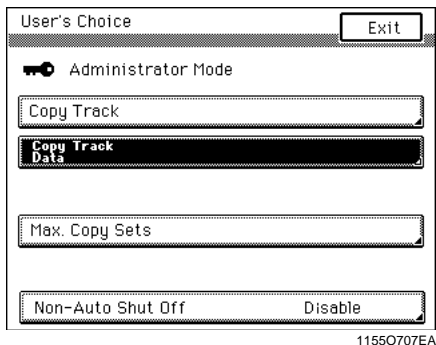 User's Choice
Exit
Administrator Mode
Copy Track
Copy Track
Data
Max. Copy Sets
Non-Auto Shut Off Disable
1155O707EA